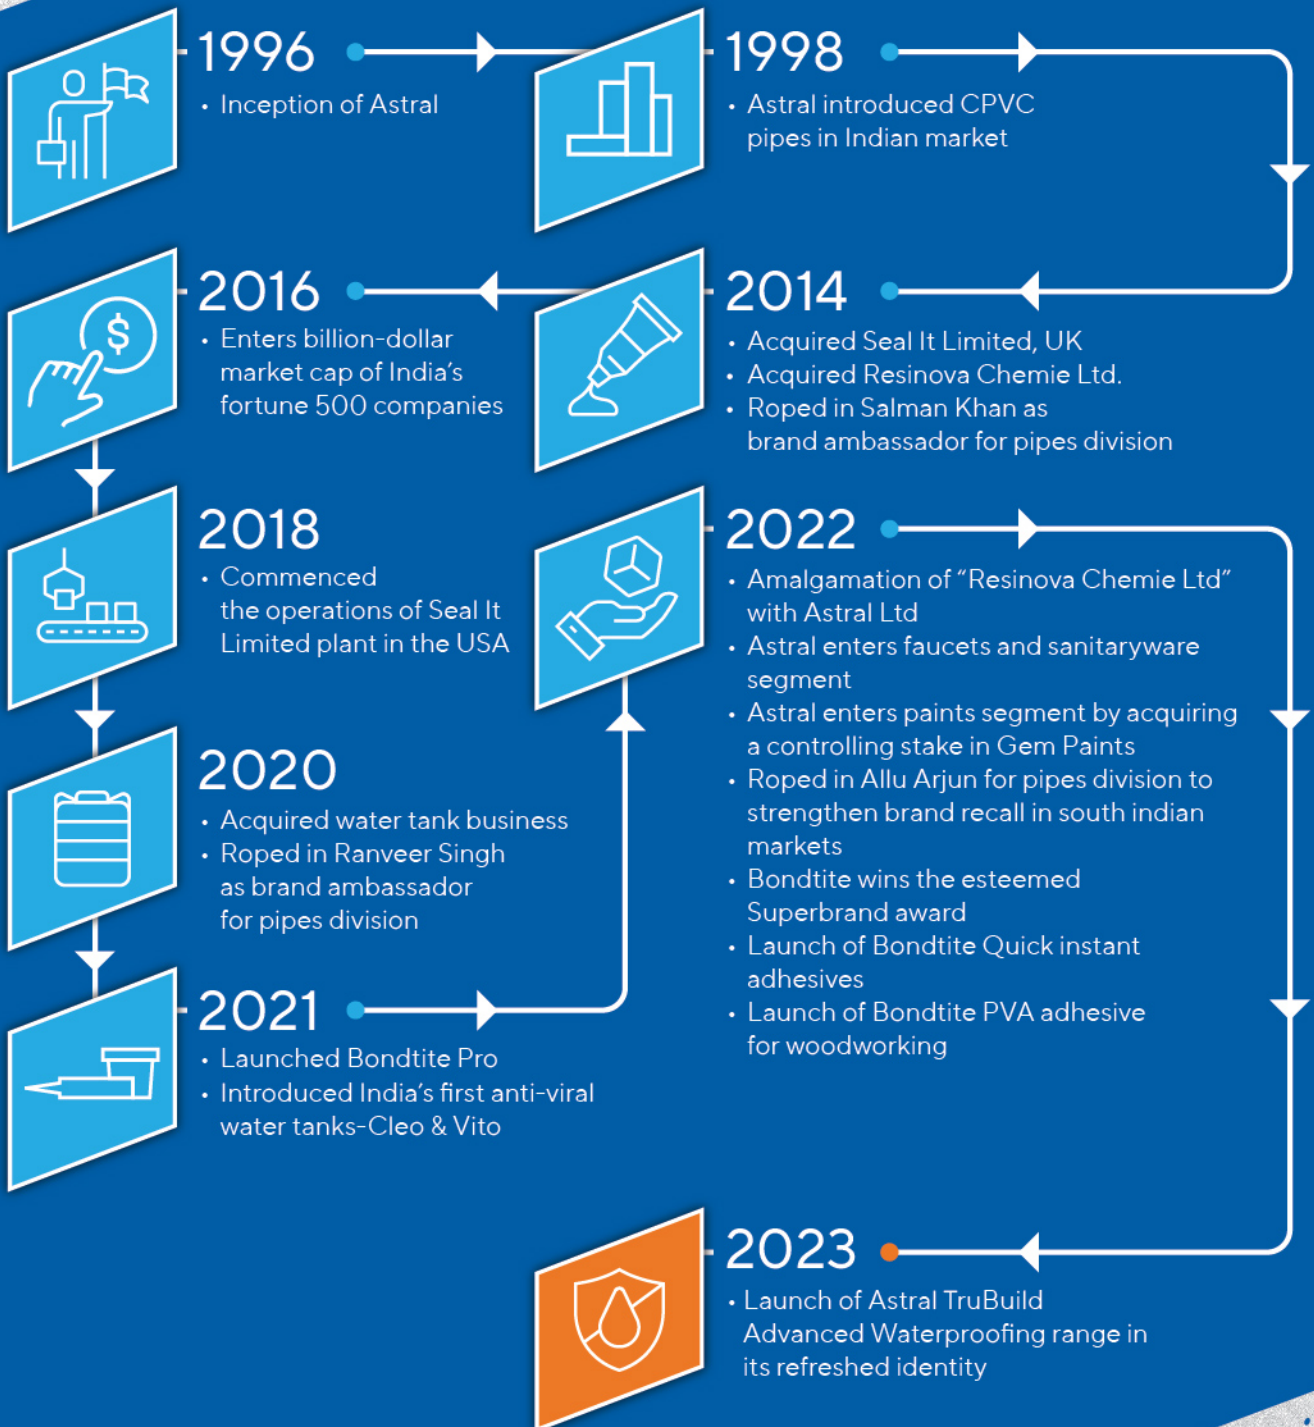 1996
• Inception of Astral
1998
• Astral introduced CPVC
pipes in Indian market
2014
• Acquired Seal It Limited, UK
• Acquired Resinova Chemie Ltd.
• Roped in Salman Khan as
brand ambassador for pipes division
2016
• Enters billion-dollar
market cap of India's
fortune 500 companies
$
2018
• Commenced
the operations of Seal It
Limited plant in the USA
2020
• Acquired water tank business
• Roped in Ranveer Singh
as brand ambassador
for pipes division
2021
• Launched Bondtite Pro
• Introduced India's first anti-viral
water tanks-Cleo & Vito
2022
• Amalgamation of “Resinova Chemie Ltd”
with Astral Ltd
• Astral enters faucets and sanitaryware
segment
• Astral enters paints segment by acquiring
a controlling stake in Gem Paints
• Roped in Allu Arjun for pipes division to
strengthen brand recall in south indian
markets
• Bondtite wins the esteemed
Superbrand award
• Launch of Bondtite Quick instant
adhesives
• Launch of Bondtite PVA adhesive
for woodworking
2023
• Launch of Astral TruBuild
Advanced Waterproofing range in
its refreshed identity